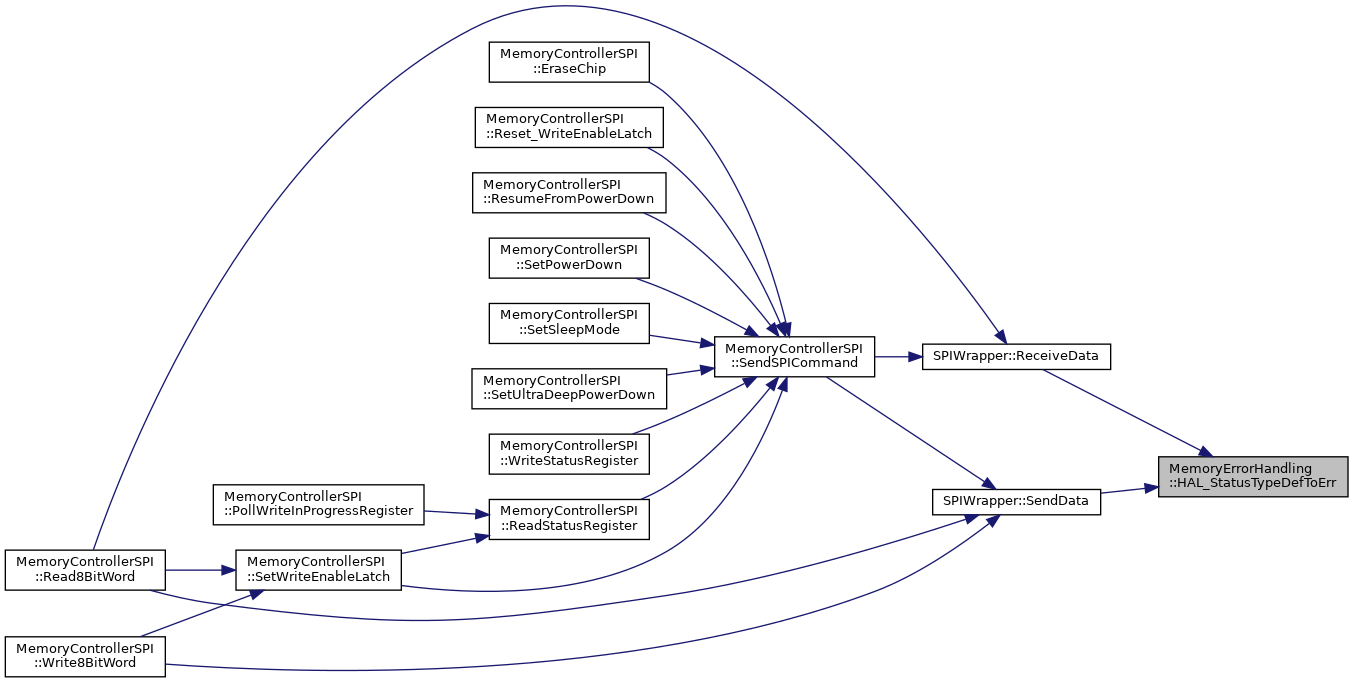 MemoryControllerSPI
::EraseChip
MemoryControllerSPI
::Reset_WriteEnableLatch
MemoryControllerSPI
::ResumeFromPowerDown
MemoryControllerSPI
::SetPowerDown
MemoryControllerSPI
::SetSleepMode
MemoryControllerSPI
::SendSPICommand
SPIWrapper::ReceiveData
MemoryControllerSPI
::SetUltraDeepPowerDown
MemoryControllerSPI
::WriteStatusRegister
MemoryErrorHandling
::HAL_StatusTypeDefToErr
MemoryControllerSPI
::PollWriteInProgressRegister
MemoryControllerSPI
::ReadStatusRegister
SPIWrapper::SendData
MemoryControllerSPI
::Read8BitWord
MemoryControllerSPI
::SetWriteEnableLatch
MemoryControllerSPI
::Write8BitWord